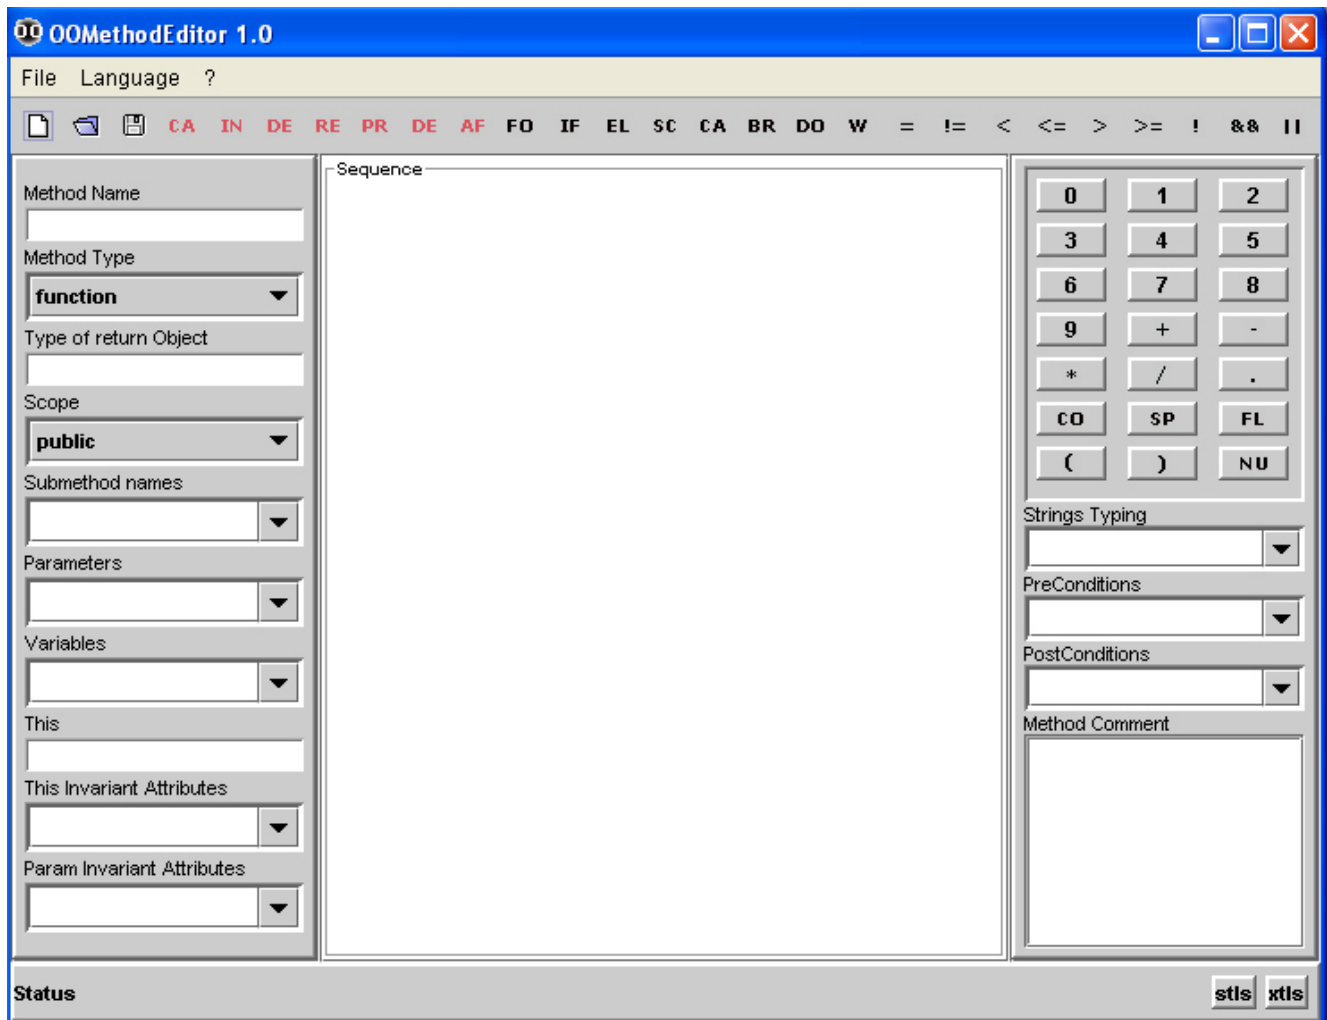 OOMethodEditor 1.0
File Language ?
CA IN DE RE PR DE AF FO IF EL SC CA BR DO W = != < <= > >= ! && ||
Method Name
Method Type
function
Type of return Object
Scope
public
Submethod names
Parameters
Variables
This
This Invariant Attributes
Param Invariant Attributes
Sequence
0 1 2
3 4 5
6 7 8
9 + -
* / .
CO SP FL
( ) NU
Strings Typing
PreConditions
PostConditions
Method Comment
Status
stls xtls